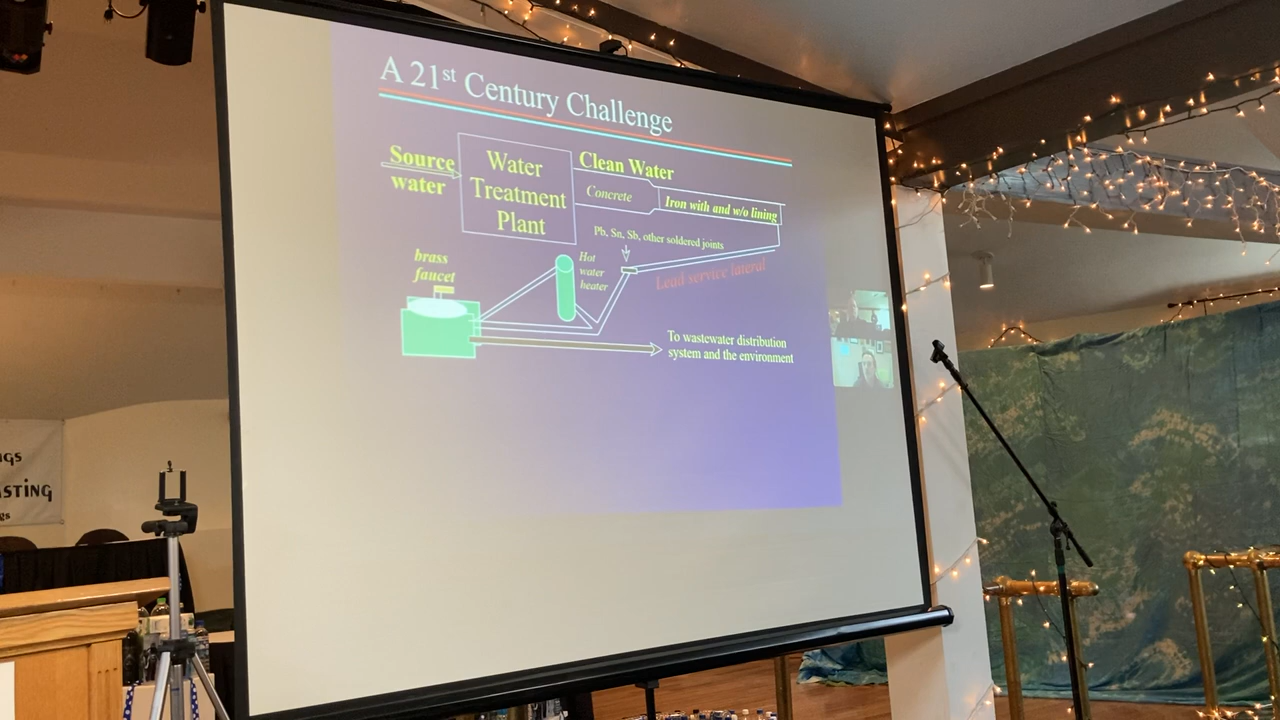 A 21st Century Challenge
Source
water
Water
Treatment
Plant
Clean Water
Concrete
Iron with and w/o lining
Pb, Sn, Sb, other soldered joints
Lead service lateral
brass
faucet
Hot
water
heater
To wastewater distribution
system and the environment